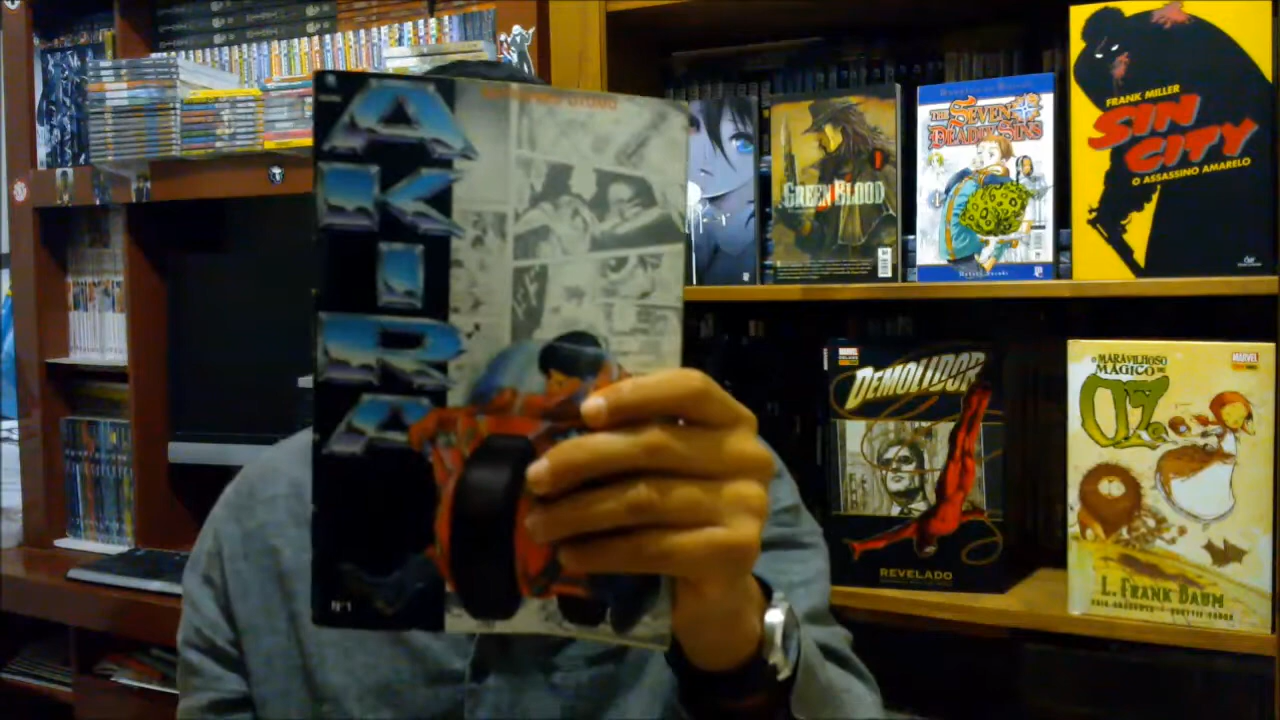 AKIRA
Nº1
GREEN BLOOD
THE SEVEN
DEADLY SINS
FRANK MILLER
SIN
CITY
O ASSASSINO AMARELO
MARVEL
DEMOLIDOR
REVELADO
O MARAVILHOSO
MÁGICO DE
OZ
MARVEL
L. FRANK BAUM